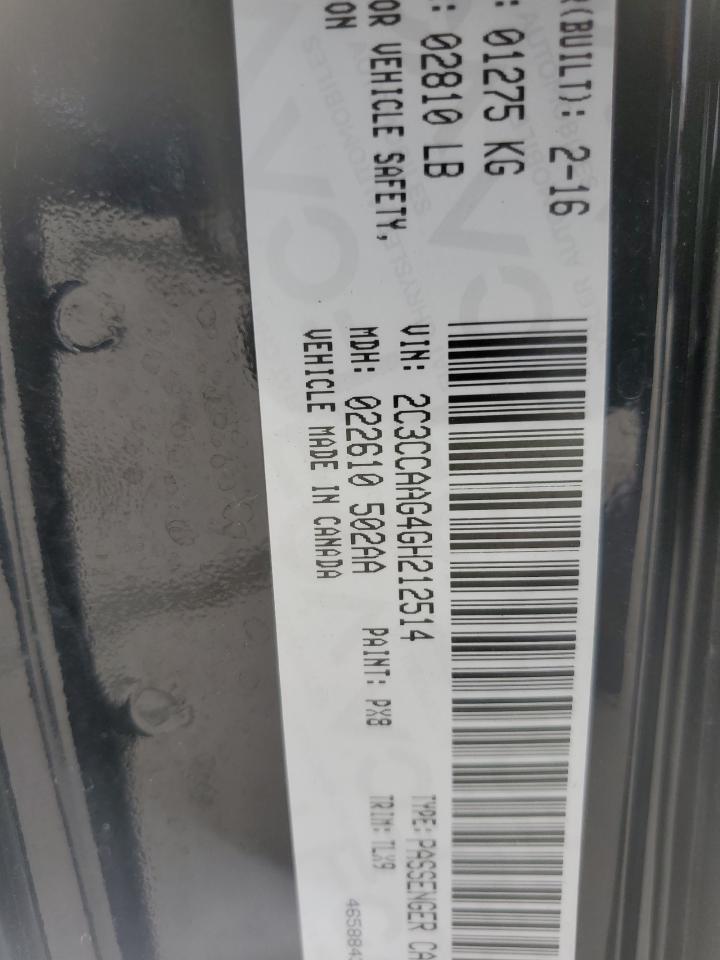 R(BUILT): 2-16
: 01275 KG
: 02810 LB
OR VEHICLE SAFETY,
ON
VIN: 2C3CCAAG4GH212514
TYPE: PASSENGER CA
MDH: 022610 502AA
PAINT: PX8
TRIM: TLX9
VEHICLE MADE IN CANADA
465884